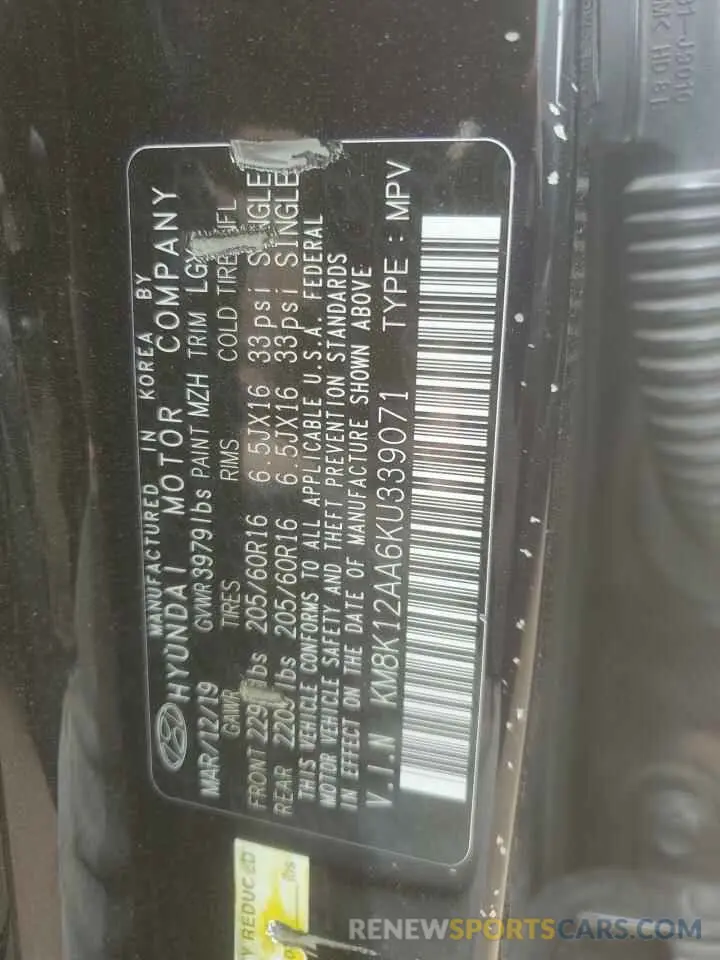 MANUFACTURED IN KOREA BY
HYUNDAI MOTOR COMPANY
MAR/12/19 GVWR 3979lbs PAINT MZH TRIM LGY
GAWR TIRES RIMS COLD TIRE INFL
FRONT lbs 205/60R16 6.5JX16 33psi SINGLE
REAR lbs 205/60R16 6.5JX16 33psi SINGLE
THIS VEHICLE CONFORMS TO ALL APPLICABLE U.S.A. FEDERAL
MOTOR VEHICLE SAFETY AND THEFT PREVENTION STANDARDS
IN EFFECT ON THE DATE OF MANUFACTURE SHOWN ABOVE
V.I.N KM8K12AA6KU339071 TYPE : MPV
REDUCED
lbs
RENEWSPORTSCARS.COM